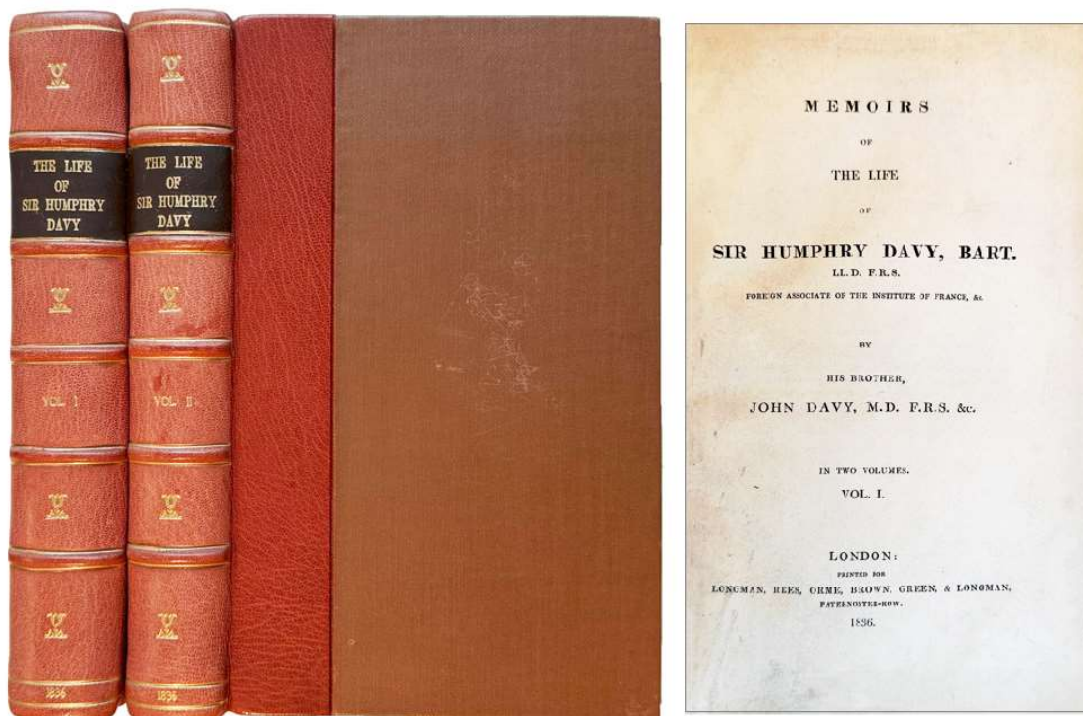 THE LIFE
OF
SIR HUMPHRY
DAVY
VOL. I
1836
THE LIFE
OF
SIR HUMPHRY
DAVY
VOL. II
1836
MEMOIRS
OF
THE LIFE
OF
SIR HUMPHRY DAVY, BART.
LL.D. F.R.S.
FOREIGN ASSOCIATE OF THE INSTITUTE OF FRANCE, &c.
BY
HIS BROTHER,
JOHN DAVY, M.D. F.R.S. &c.
IN TWO VOLUMES.
VOL. I.
LONDON:
PRINTED FOR
LONGMAN, REES, ORME, BROWN, GREEN, & LONGMAN,
PATERNOSTER-ROW.
1836.